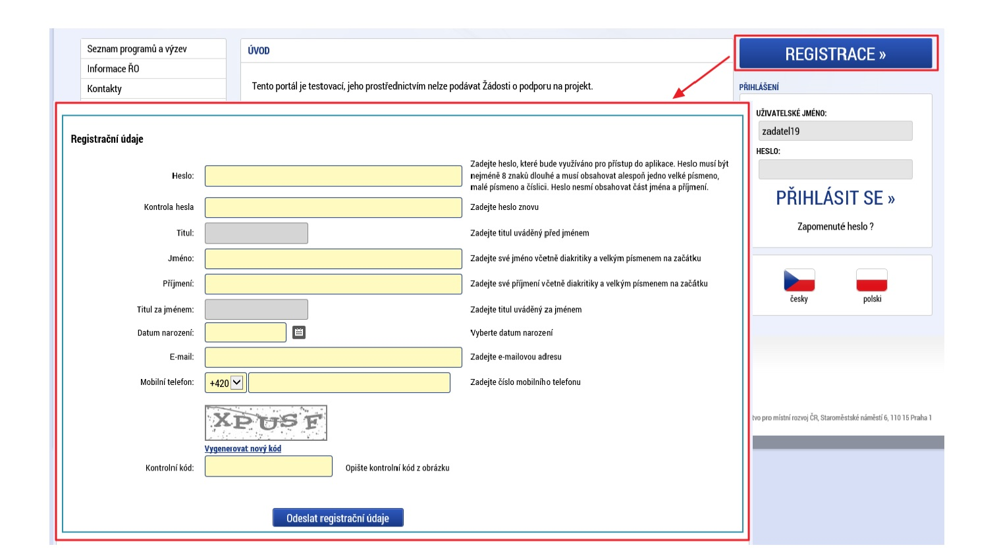 Seznam programů a výzev
Informace ŘO
Kontakty
ÚVOD
Tento portál je testovací, jeho prostřednictvím nelze podávat Žádosti o podporu na projekt.
REGISTRACE »
PŘIHLÁŠENÍ
UŽIVATELSKÉ JMÉNO:
zadatel19
HESLO:
PŘIHLÁSIT SE »
Zapomenuté heslo ?
česky
polski
Registrační údaje
Heslo:
Zadejte heslo, které bude využíváno pro přístup do aplikace. Heslo musí být
nejméně 8 znaků dlouhé a musí obsahovat alespoň jedno velké písmeno,
malé písmeno a číslici. Heslo nesmí obsahovat část jména a příjmení.
Kontrola hesla
Zadejte heslo znovu
Titul:
Zadejte titul uváděný před jménem
Jméno:
Zadejte své jméno včetně diakritiky a velkým písmenem na začátku
Příjmení:
Zadejte své příjmení včetně diakritiky a velkým písmenem na začátku
Titul za jménem:
Zadejte titul uváděný za jménem
Datum narození:
Vyberte datum narození
E-mail:
Zadejte e-mailovou adresu
Mobilní telefon:
+420
Zadejte číslo mobilního telefonu
XPUSF
Vygenerovat nový kód
Kontrolní kód:
Opište kontrolní kód z obrázku
Odeslat registrační údaje
tvo pro místní rozvoj ČR, Staroměstské náměstí 6, 110 15 Praha 1